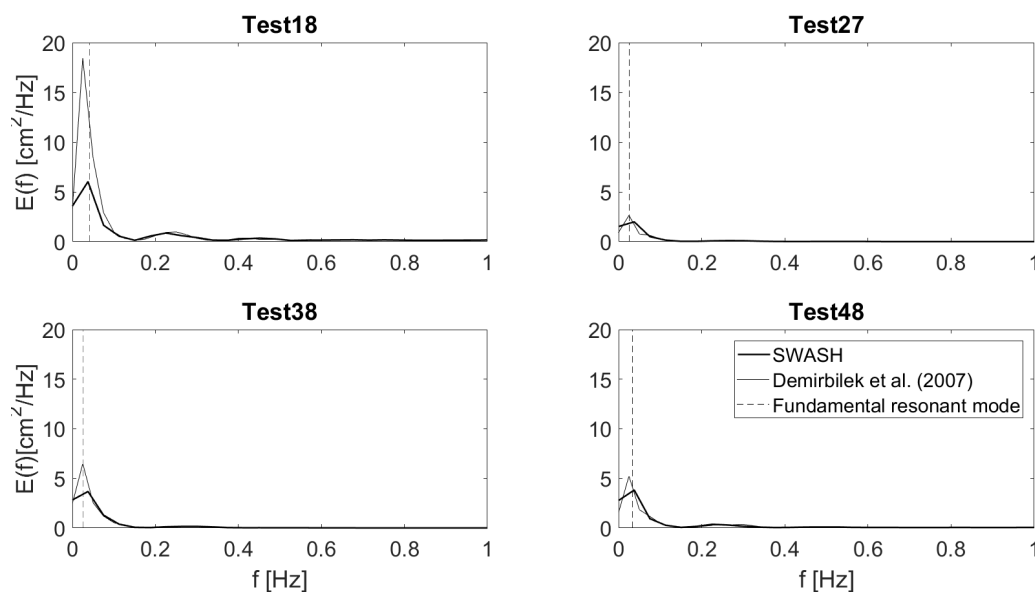 Test18
20
15
10
5
0
E(f) [cm²/Hz]
0 0.2 0.4 0.6 0.8 1
Test27
20
15
10
5
0
0 0.2 0.4 0.6 0.8 1
Test38
20
15
10
5
0
E(f)[cm²/Hz]
0 0.2 0.4 0.6 0.8 1
f [Hz]
Test48
20
15
10
5
0
SWASH
Demirbilek et al. (2007)
Fundamental resonant mode
0 0.2 0.4 0.6 0.8 1
f [Hz]